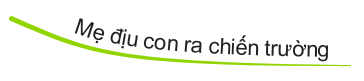 Mẹ địu con ra chiến trường